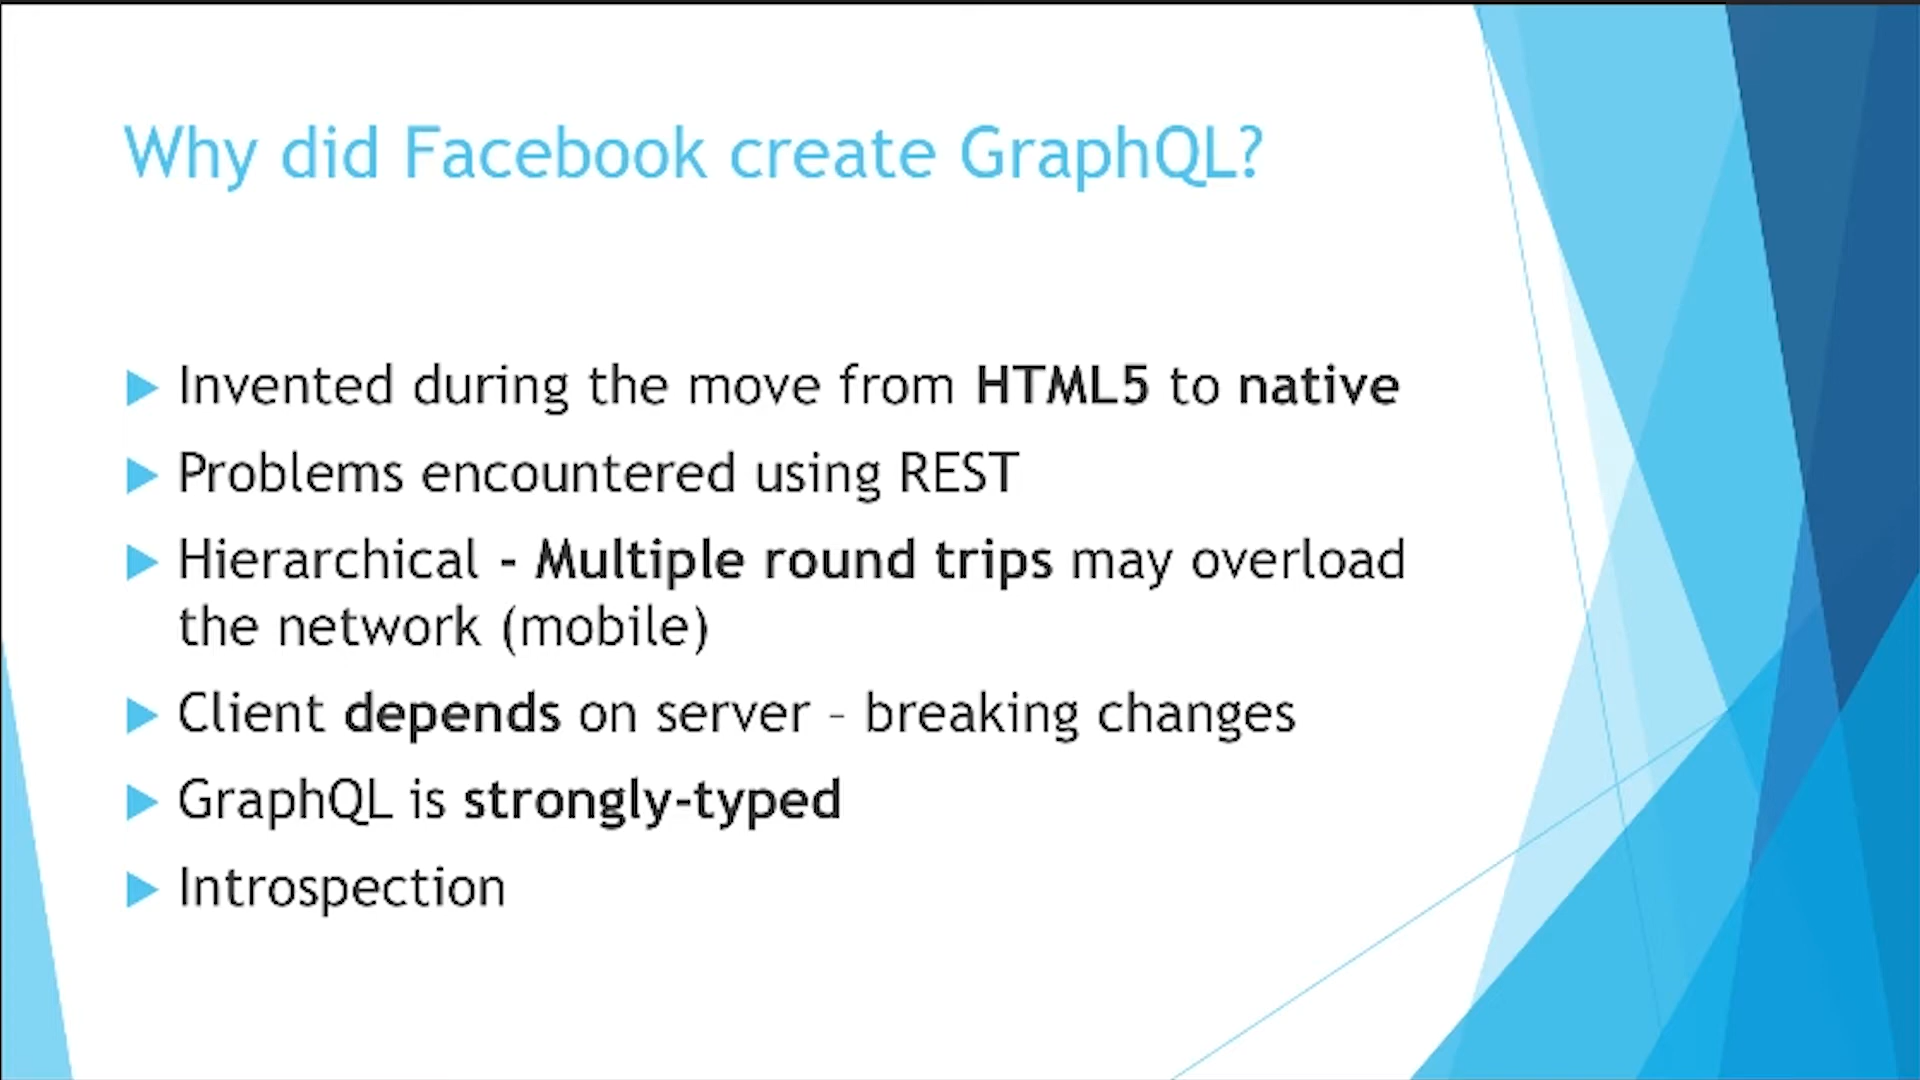 Why did Facebook create GraphQL?
Invented during the move from HTML5 to native
Problems encountered using REST
Hierarchical - Multiple round trips may overload
the network (mobile)
Client depends on server – breaking changes
GraphQL is strongly-typed
Introspection